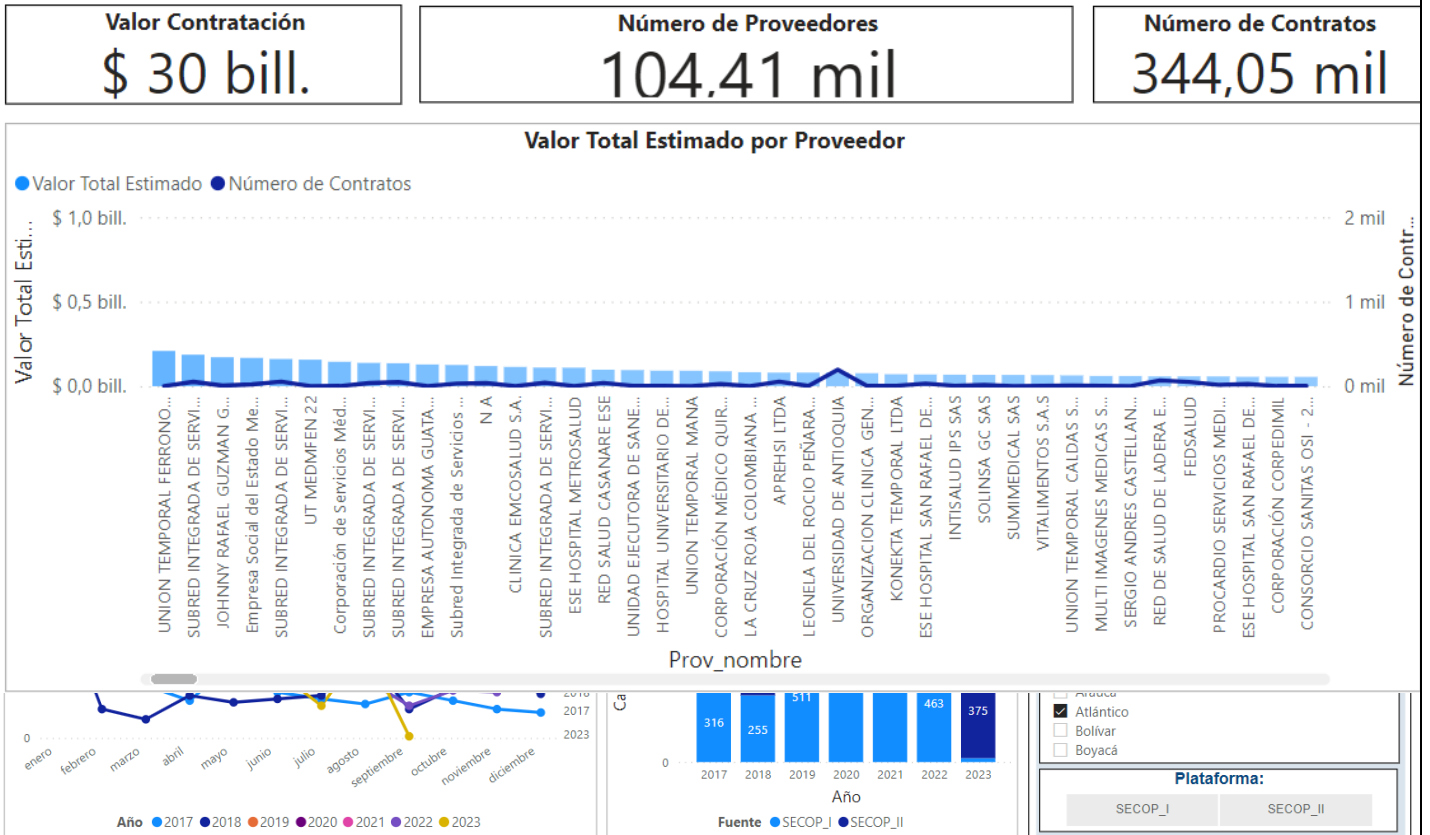 Valor Contratación
$ 30 bill.
Número de Proveedores
104,41 mil
Número de Contratos
344,05 mil
Valor Total Estimado por Proveedor
Valor Total Estimado Número de Contratos
Valor Total Esti...
$ 1,0 bill.
$ 0,5 bill.
$ 0,0 bill.
2 mil
1 mil
0 mil
Número de Contr...
UNION TEMPORAL FERRONO...
SUBRED INTEGRADA DE SERVI...
JOHNNY RAFAEL GUZMAN G...
Empresa Social del Estado Me...
SUBRED INTEGRADA DE SERVI...
UT MEDMFEN 22
Corporación de Servicios Méd...
SUBRED INTEGRADA DE SERVI...
SUBRED INTEGRADA DE SERVI...
EMPRESA AUTONOMA GUATA...
Subred Integrada de Servicios ...
N A
CLINICA EMCOSALUD S.A.
SUBRED INTEGRADA DE SERVI...
ESE HOSPITAL METROSALUD
RED SALUD CASANARE ESE
UNIDAD EJECUTORA DE SANE...
HOSPITAL UNIVERSITARIO DE...
UNION TEMPORAL MANA
CORPORACIÓN MÉDICO QUIR...
LA CRUZ ROJA COLOMBIANA ...
APREHSI LTDA
LEONELA DEL ROCIO PEÑARA...
UNIVERSIDAD DE ANTIOQUIA
ORGANIZACION CLINICA GEN...
KONEKTA TEMPORAL LTDA
ESE HOSPITAL SAN RAFAEL DE...
INTISALUD IPS SAS
SOLINSA GC SAS
SUMIMEDICAL SAS
VITALIMENTOS S.A.S
UNION TEMPORAL CALDAS S...
MULTI IMAGENES MEDICAS S...
SERGIO ANDRES CASTELLAN...
RED DE SALUD DE LADERA E...
FEDSALUD
PROCARDIO SERVICIOS MEDI...
ESE HOSPITAL SAN RAFAEL DE...
CORPORACIÓN CORPEDIMIL
CONSORCIO SANITAS OSI - 2...
Prov_nombre
2018
2017
2023
0
enero febrero marzo abril mayo junio julio agosto septiembre octubre noviembre diciembre
Año 2017 2018 2019 2020 2021 2022 2023
Ca
316 255 511 463 375
0
2017 2018 2019 2020 2021 2022 2023
Año
Fuente SECOP_I SECOP_II
Arauca
Atlántico
Bolívar
Boyacá
Plataforma:
SECOP_I SECOP_II